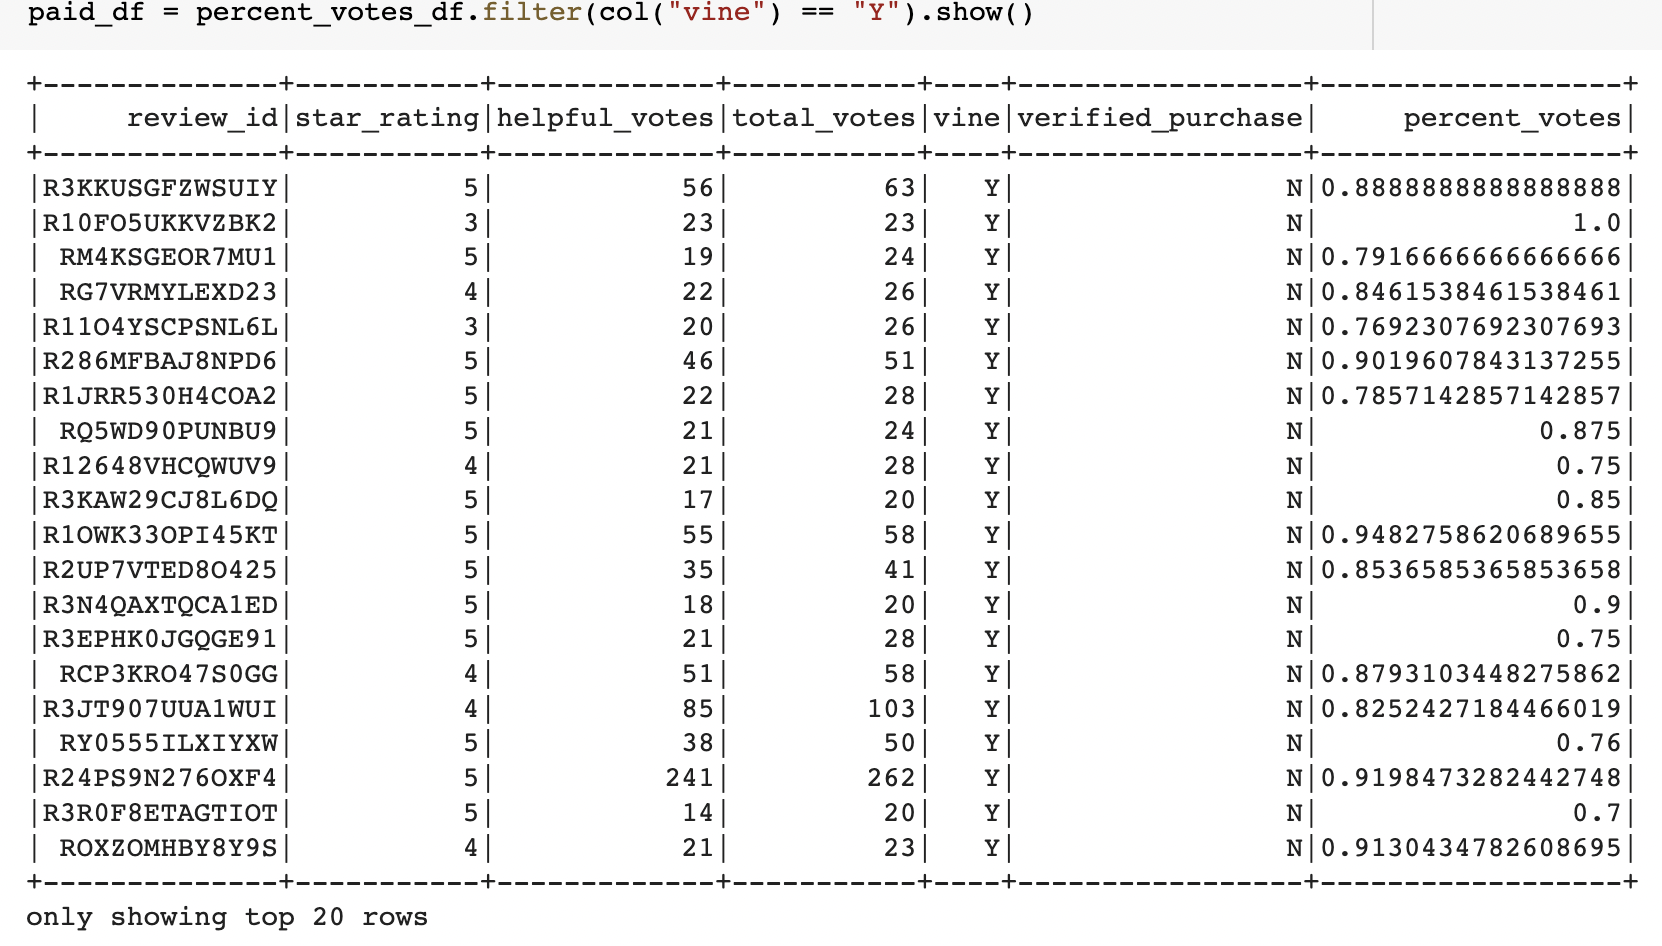 paid_df = percent_votes_df.filter(col("vine") == "Y").show()
+--------------+-----------+-------------+-----------+----+-----------------+------------------+
|     review_id|star_rating|helpful_votes|total_votes|vine|verified_purchase|     percent_votes|
+--------------+-----------+-------------+-----------+----+-----------------+------------------+
|R3KKUSGFZWSUIY|          5|           56|         63|   Y|                N|0.8888888888888888|
|R10FO5UKKVZBK2|          3|           23|         23|   Y|                N|               1.0|
| RM4KSGEOR7MU1|          5|           19|         24|   Y|                N|0.7916666666666666|
| RG7VRMYLEXD23|          4|           22|         26|   Y|                N|0.8461538461538461|
|R11O4YSCPSNL6L|          3|           20|         26|   Y|                N|0.7692307692307693|
|R286MFBAJ8NPD6|          5|           46|         51|   Y|                N|0.9019607843137255|
|R1JRR530H4COA2|          5|           22|         28|   Y|                N|0.7857142857142857|
| RQ5WD90PUNBU9|          5|           21|         24|   Y|                N|             0.875|
|R12648VHCQWUV9|          4|           21|         28|   Y|                N|              0.75|
|R3KAW29CJ8L6DQ|          5|           17|         20|   Y|                N|              0.85|
|R1OWK33OPI45KT|          5|           55|         58|   Y|                N|0.9482758620689655|
|R2UP7VTED8O425|          5|           35|         41|   Y|                N|0.8536585365853658|
|R3N4QAXTQCA1ED|          5|           18|         20|   Y|                N|               0.9|
|R3EPHK0JGQGE91|          5|           21|         28|   Y|                N|              0.75|
| RCP3KRO47S0GG|          4|           51|         58|   Y|                N|0.8793103448275862|
|R3JT907UUA1WUI|          4|           85|        103|   Y|                N|0.8252427184466019|
| RY0555ILXIYXW|          5|           38|         50|   Y|                N|              0.76|
|R24PS9N276OXF4|          5|          241|        262|   Y|                N|0.9198473282442748|
|R3R0F8ETAGTIOT|          5|           14|         20|   Y|                N|               0.7|
| ROXZOMHBY8Y9S|          4|           21|         23|   Y|                N|0.9130434782608695|
+--------------+-----------+-------------+-----------+----+-----------------+------------------+
only showing top 20 rows